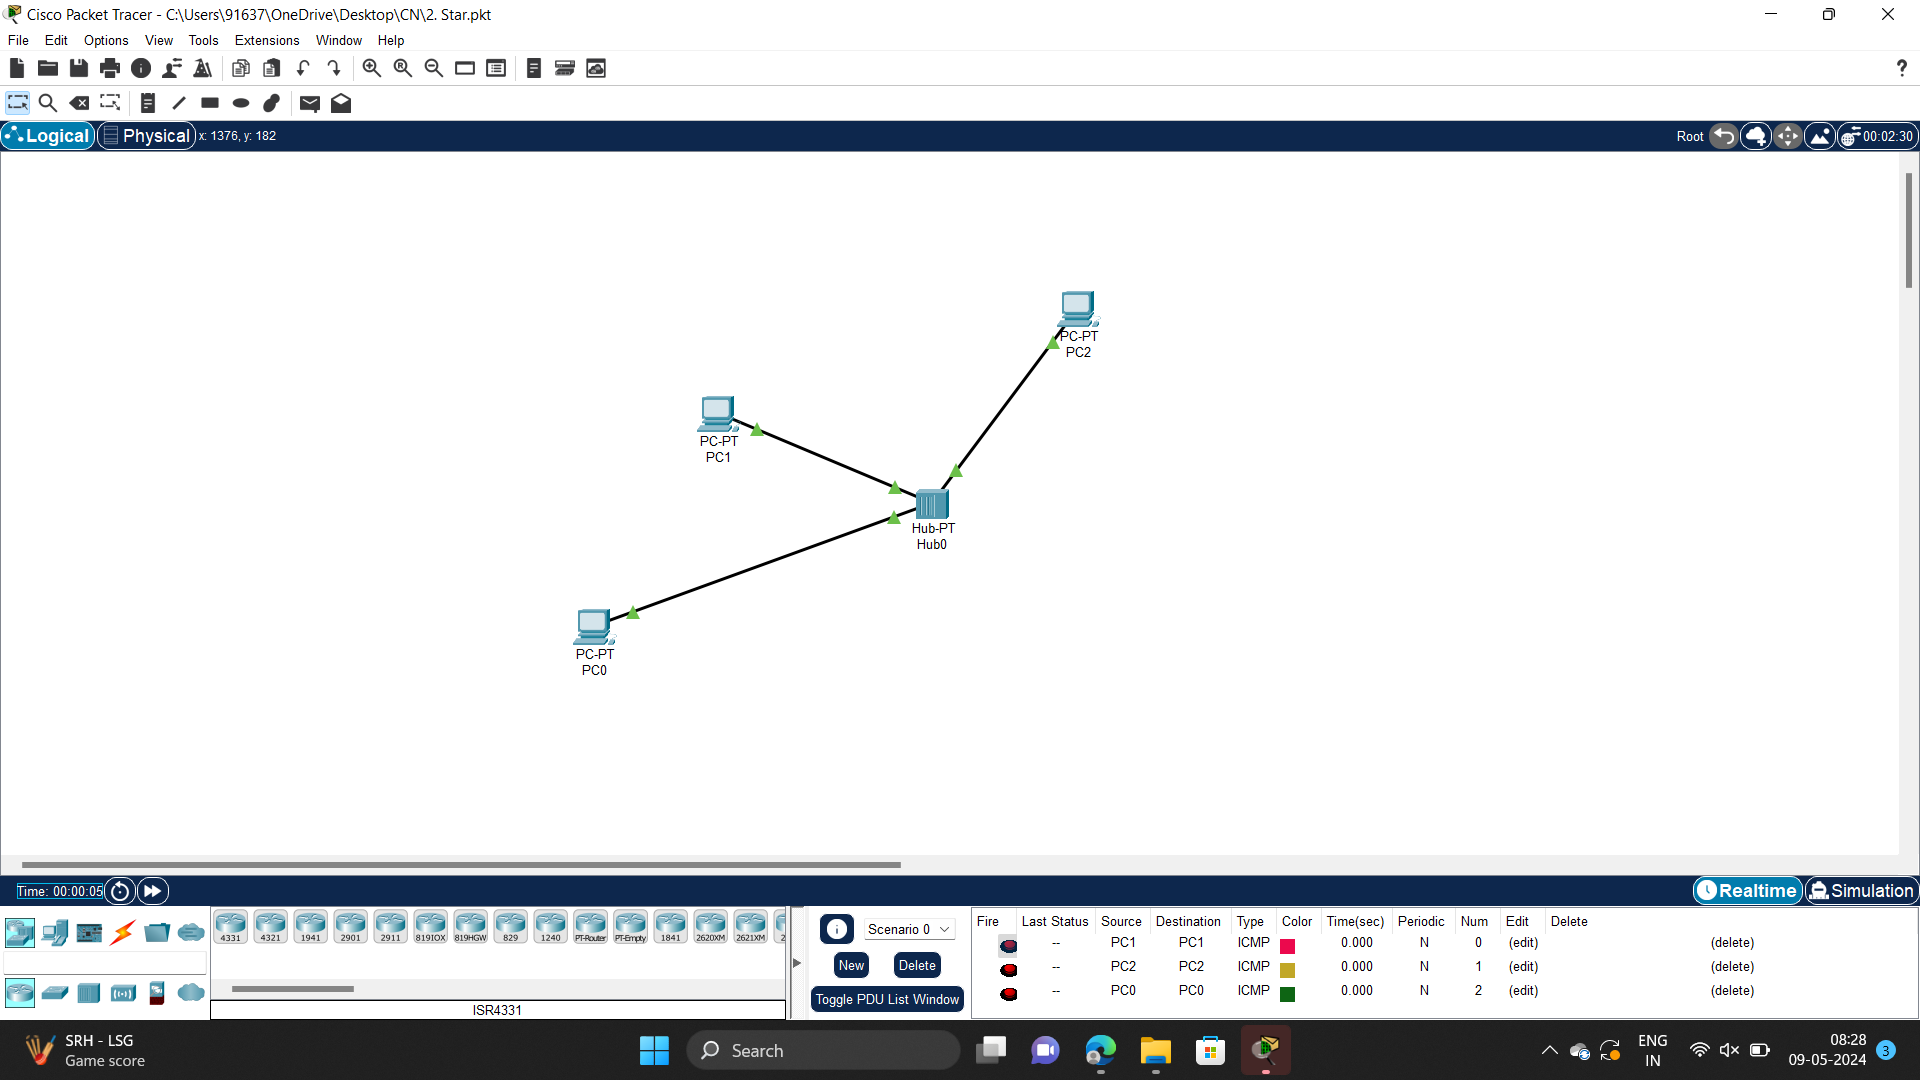 Cisco Packet Tracer - C:\Users\91637\OneDrive\Desktop\CN\2. Star.pkt
File Edit Options View Tools Extensions Window Help
?
Logical Physical x: 1376, y: 182 Root 00:02:30
PC-PT
PC2
PC-PT
PC1
Hub-PT
Hub0
PC-PT
PC0
Time: 00:00:05 Realtime Simulation
4331 4321 1941 2901 2911 819IOX 819HGW 829 1240 PT-Router PT-Empty 1841 2620XM 2621XM 2
ISR4331
Scenario 0
New Delete
Toggle PDU List Window
Fire Last Status Source Destination Type Color Time(sec) Periodic Num Edit Delete
-- PC1 PC1 ICMP 0.000 N 0 (edit) (delete)
-- PC2 PC2 ICMP 0.000 N 1 (edit) (delete)
-- PC0 PC0 ICMP 0.000 N 2 (edit) (delete)
SRH - LSG
Game score
Search
ENG
IN
08:28
09-05-2024
3